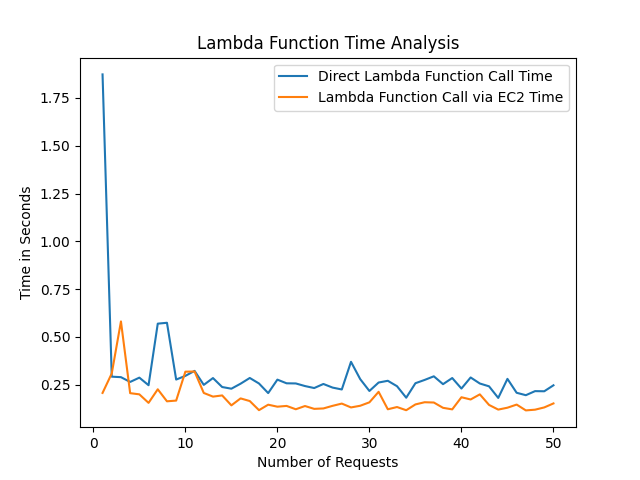 Lambda Function Time Analysis
Direct Lambda Function Call Time
Lambda Function Call via EC2 Time
Time in Seconds
1.75
1.50
1.25
1.00
0.75
0.50
0.25
0 10 20 30 40 50
Number of Requests